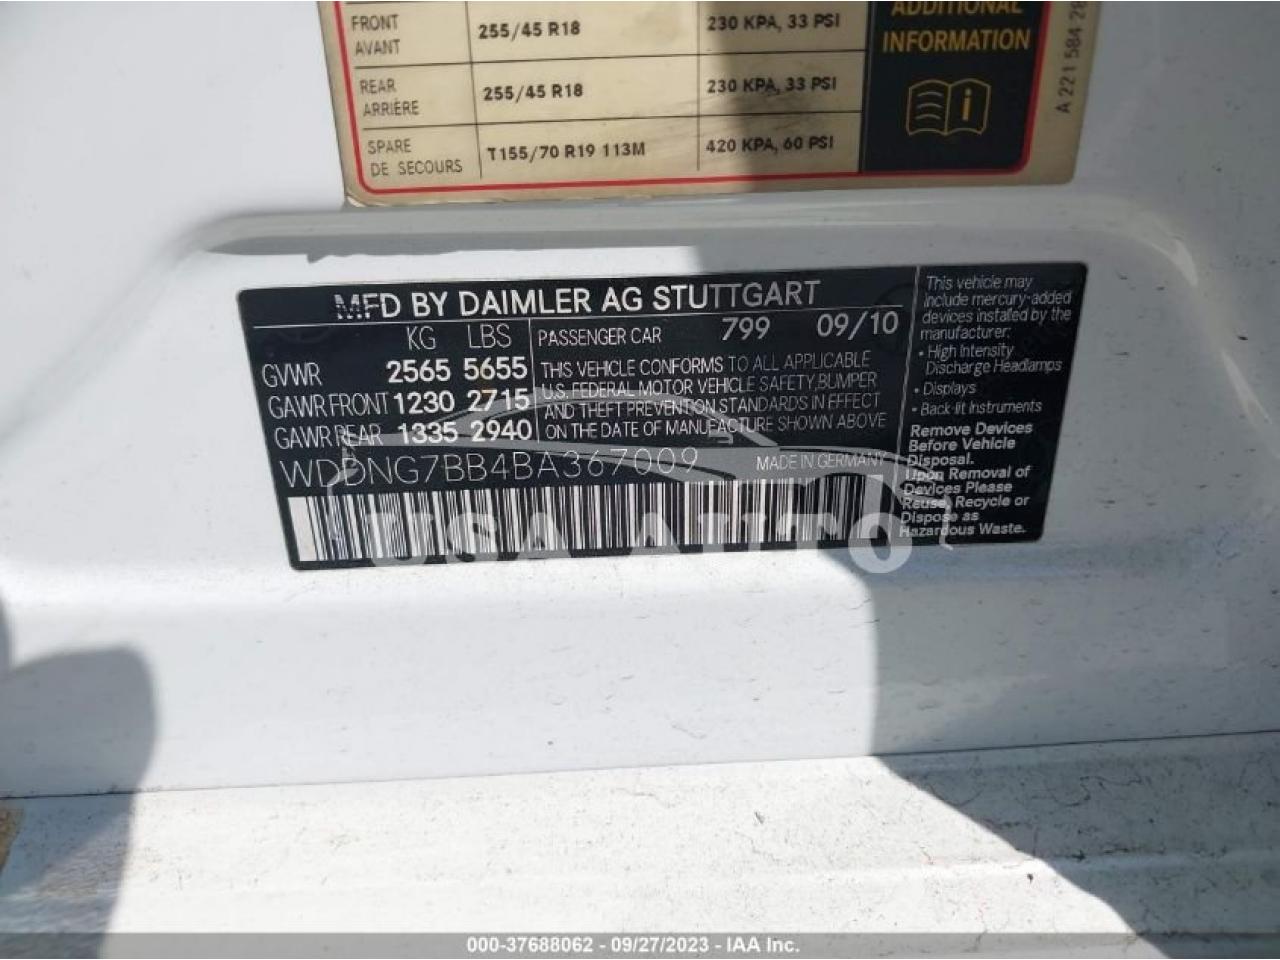 ADDITIONAL
INFORMATION
FRONT
AVANT
255/45 R18
230 KPA, 33 PSI
REAR
ARRIÈRE
255/45 R18
230 KPA, 33 PSI
SPARE
DE SECOURS
T155/70 R19 113M
420 KPA, 60 PSI
A 221 584 28
MFD BY DAIMLER AG STUTTGART
KG LBS
PASSENGER CAR 799 09/10
GVWR 2565 5655
GAWR FRONT 1230 2715
GAWR REAR 1335 2940
THIS VEHICLE CONFORMS TO ALL APPLICABLE
U.S. FEDERAL MOTOR VEHICLE SAFETY, BUMPER
AND THEFT PREVENTION STANDARDS IN EFFECT
ON THE DATE OF MANUFACTURE SHOWN ABOVE
WDDNG7BB4BA367009
MADE IN GERMANY
This vehicle may
include mercury-added
devices installed by the
manufacturer:
• High Intensity
Discharge Headlamps
• Displays
• Back-lit Instruments
Remove Devices
Before Vehicle
Disposal.
Upon Removal of
Devices Please
Reuse, Recycle or
Dispose as
Hazardous Waste.
USA AUTO
000-37688062 - 09/27/2023 - IAA Inc.